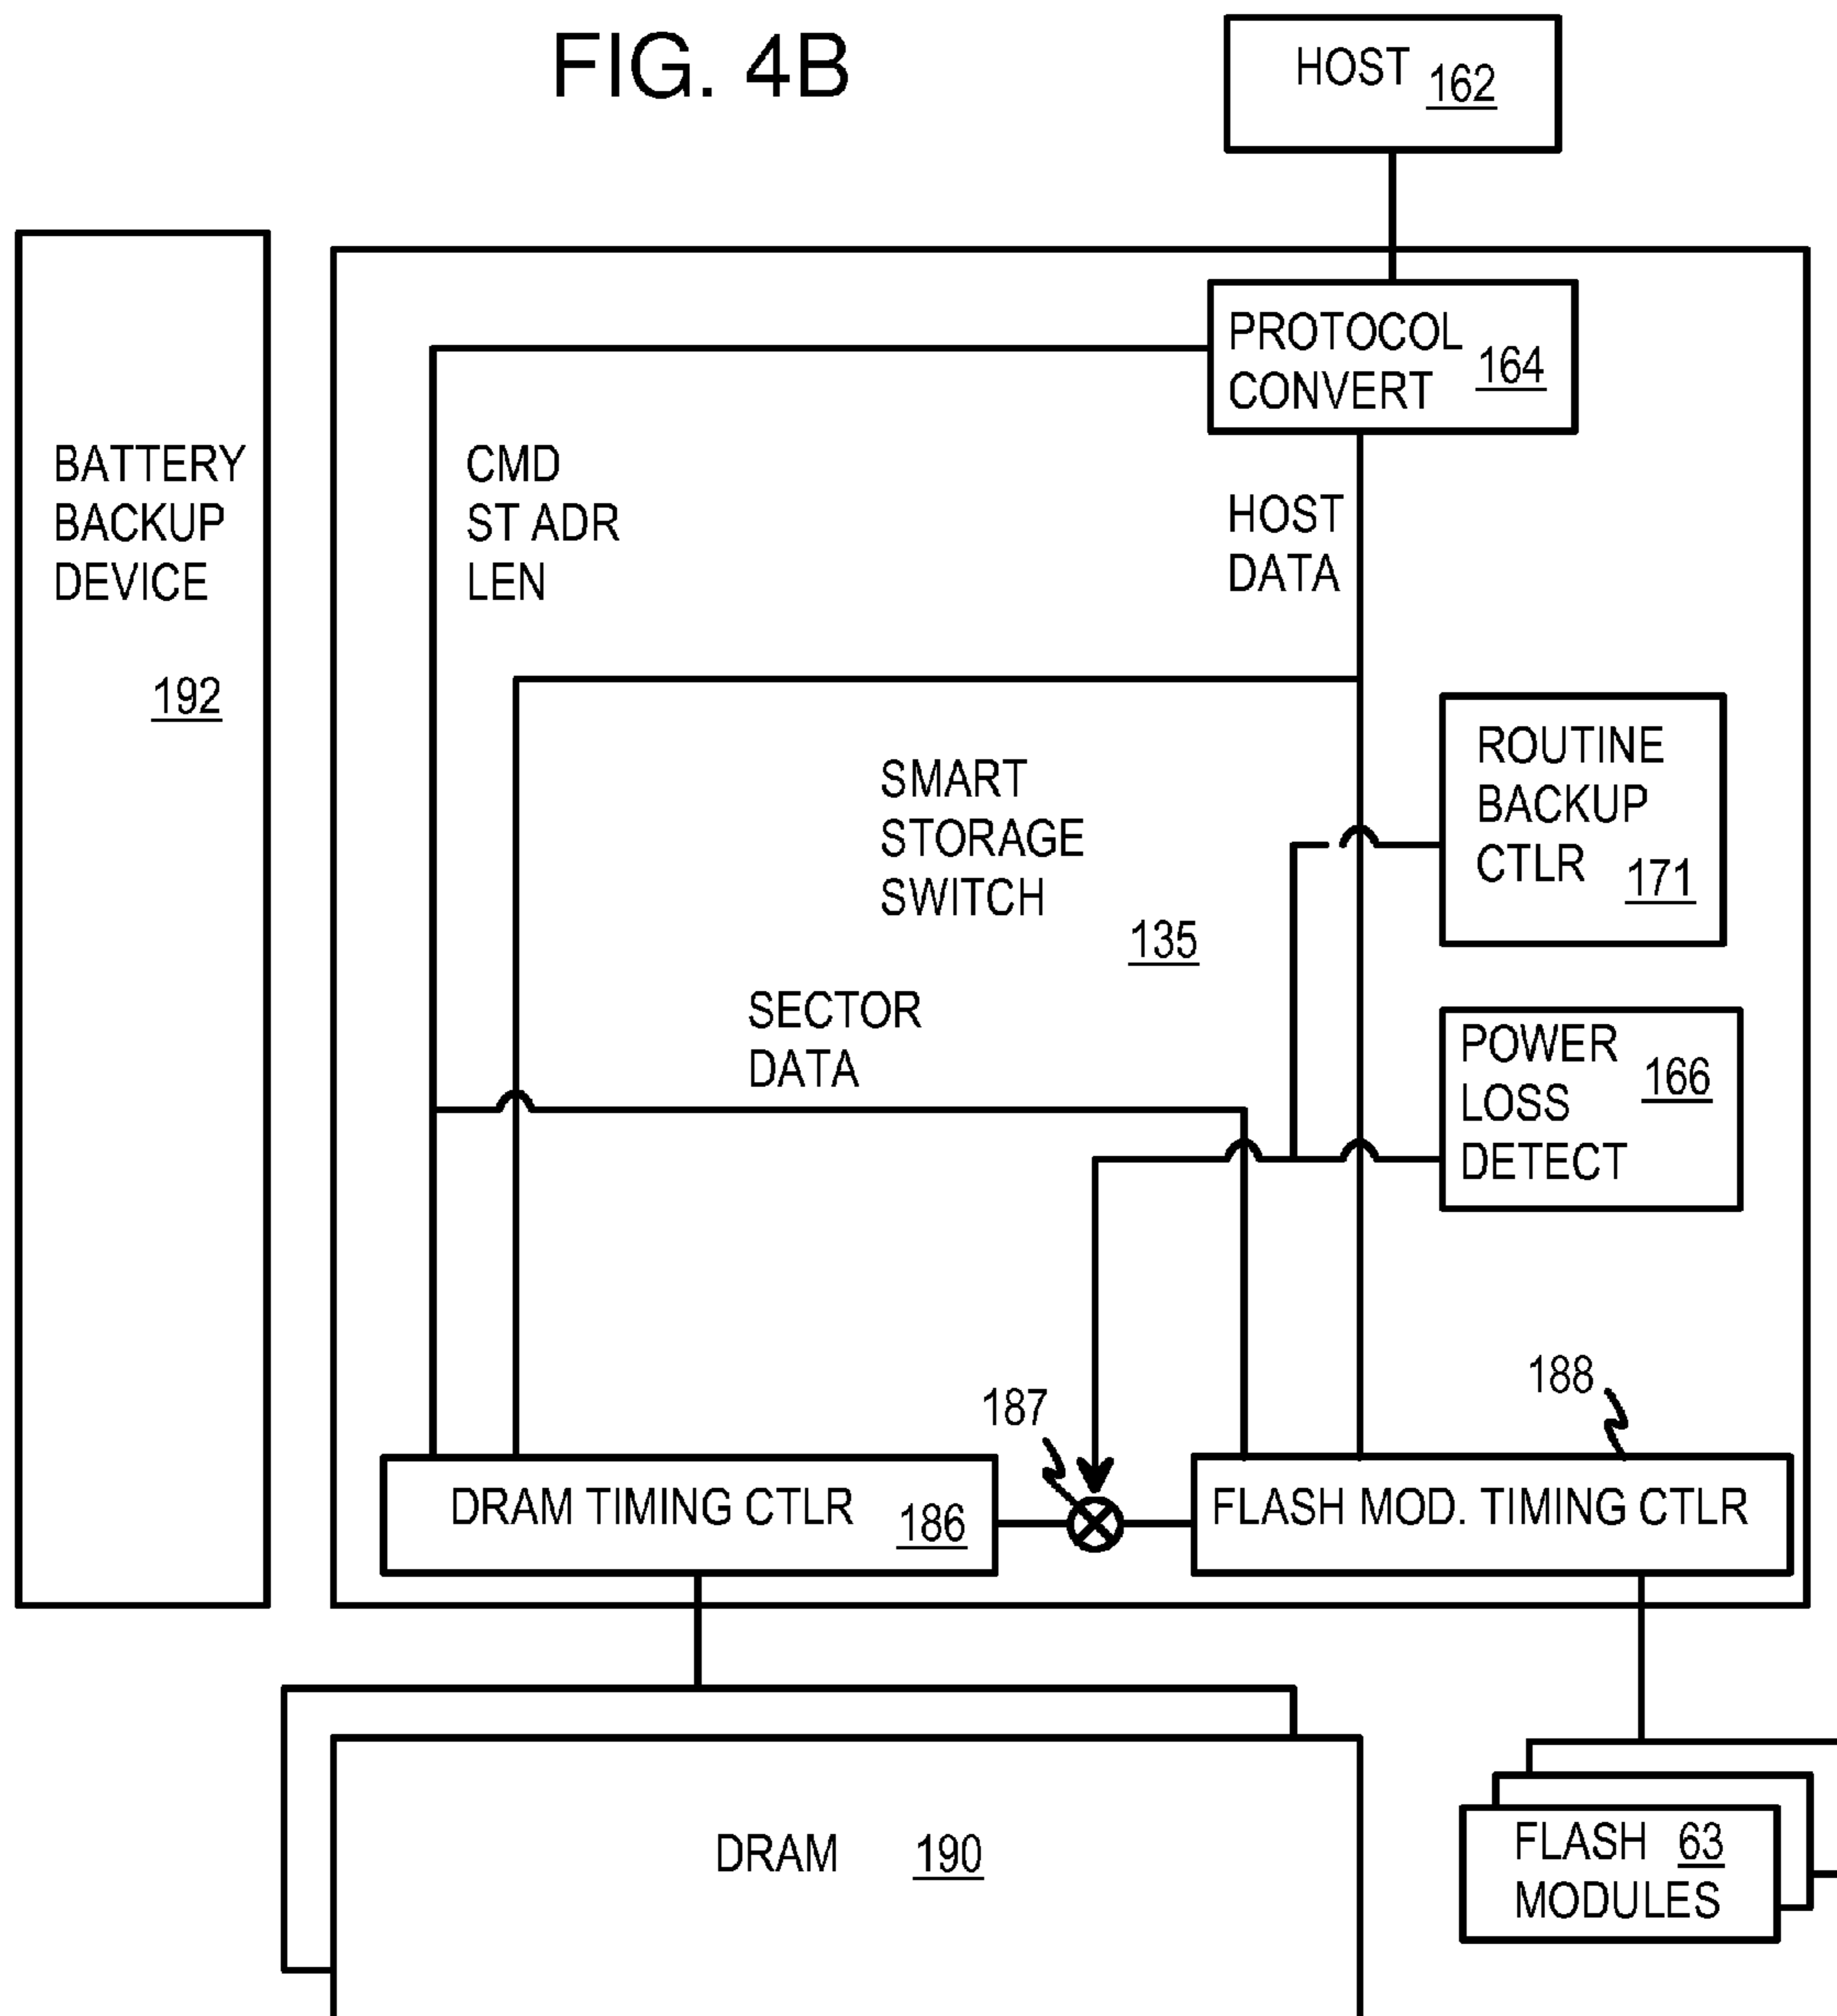 FIG. 4B
HOST 162
PROTOCOL
CONVERT 164
BATTERY
BACKUP
DEVICE
192
CMD
ST ADR
LEN
HOST
DATA
SMART
STORAGE
SWITCH
135
ROUTINE
BACKUP
CTLR 171
SECTOR
DATA
POWER
LOSS
DETECT
166
187
188
DRAM TIMING CTLR 186
FLASH MOD. TIMING CTLR
DRAM 190
FLASH 63
MODULES